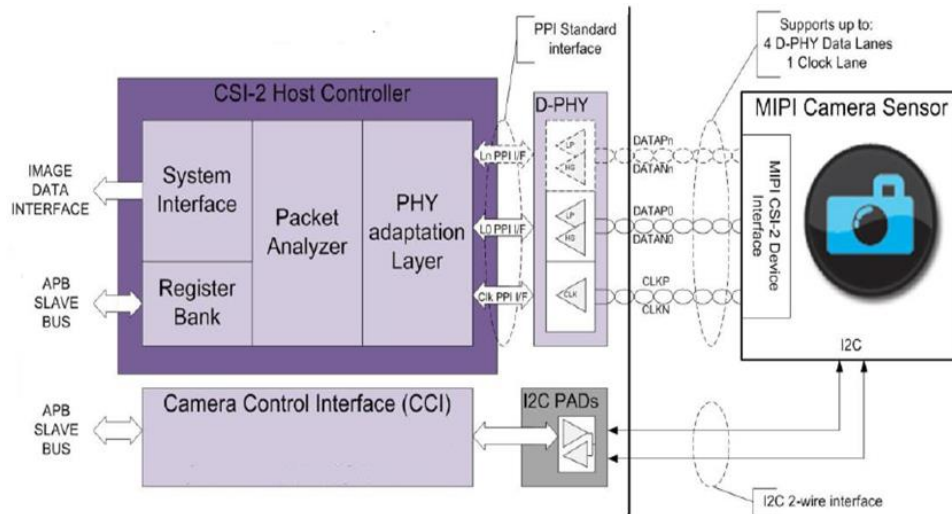 PPI Standard
interface
Supports up to:
4 D-PHY Data Lanes
1 Clock Lane
CSI-2 Host Controller
D-PHY
MIPI Camera Sensor
IMAGE
DATA
INTERFACE
System
Interface
Packet
Analyzer
PHY
adaptation
Layer
Register
Bank
APB
SLAVE
BUS
Ln PPI I/F
L0 PPI I/F
Clk PPI I/F
LP
HS
LP
HS
CLK
DATAPn
DATANn
DATAP0
DATAN0
CLKP
CLKN
MIPI CSI-2 Device
Interface
I2C
APB
SLAVE
BUS
Camera Control Interface (CCI)
I2C PADs
I2C 2-wire interface